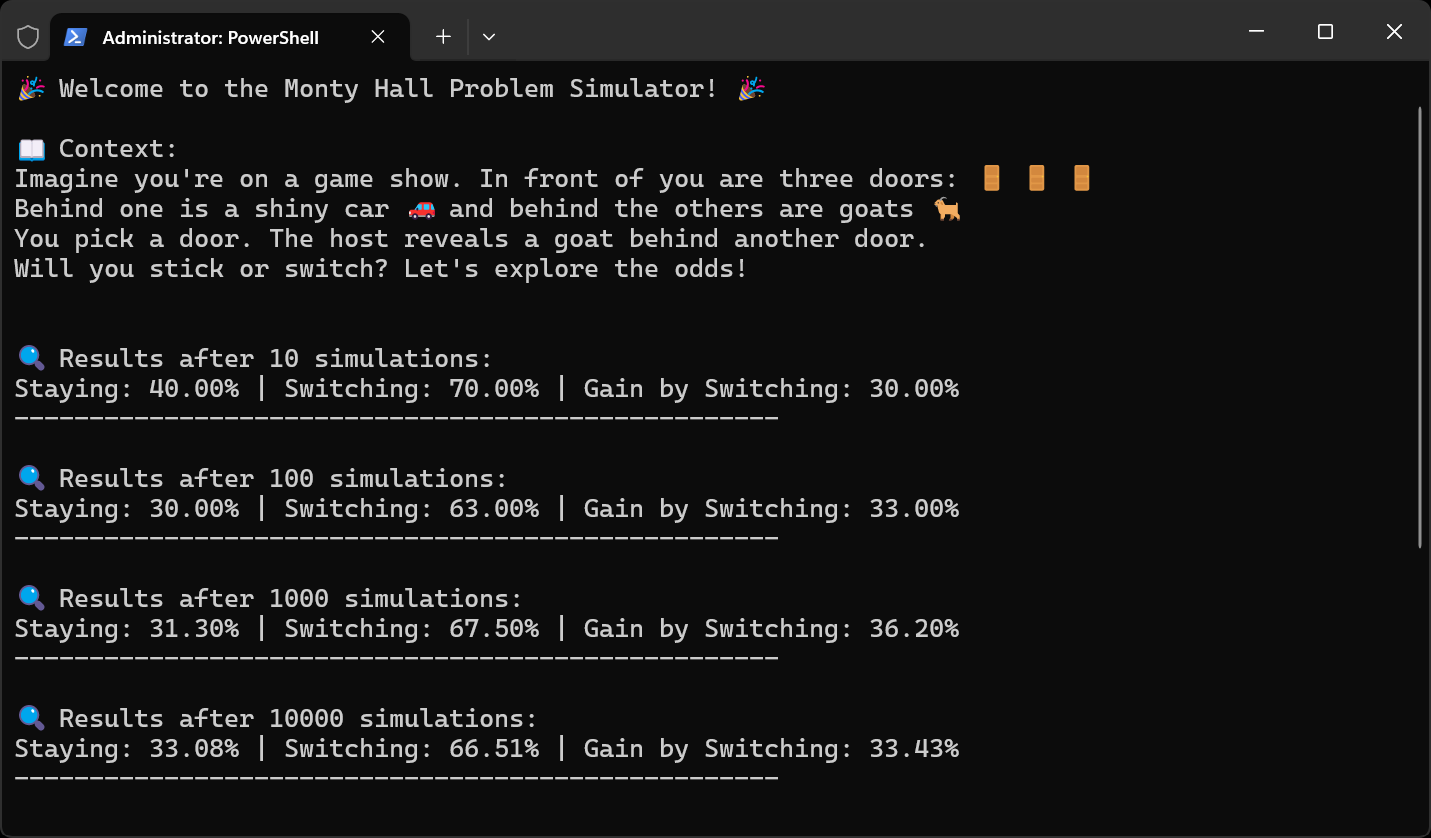 Administrator: PowerShell
🎉 Welcome to the Monty Hall Problem Simulator! 🎉
📖 Context:
Imagine you're on a game show. In front of you are three doors: 🚪 🚪 🚪
Behind one is a shiny car 🚗 and behind the others are goats 🐐
You pick a door. The host reveals a goat behind another door.
Will you stick or switch? Let's explore the odds!
🔍 Results after 10 simulations:
Staying: 40.00% | Switching: 70.00% | Gain by Switching: 30.00%
---------------------------------------------------
🔍 Results after 100 simulations:
Staying: 30.00% | Switching: 63.00% | Gain by Switching: 33.00%
---------------------------------------------------
🔍 Results after 1000 simulations:
Staying: 31.30% | Switching: 67.50% | Gain by Switching: 36.20%
---------------------------------------------------
🔍 Results after 10000 simulations:
Staying: 33.08% | Switching: 66.51% | Gain by Switching: 33.43%
---------------------------------------------------